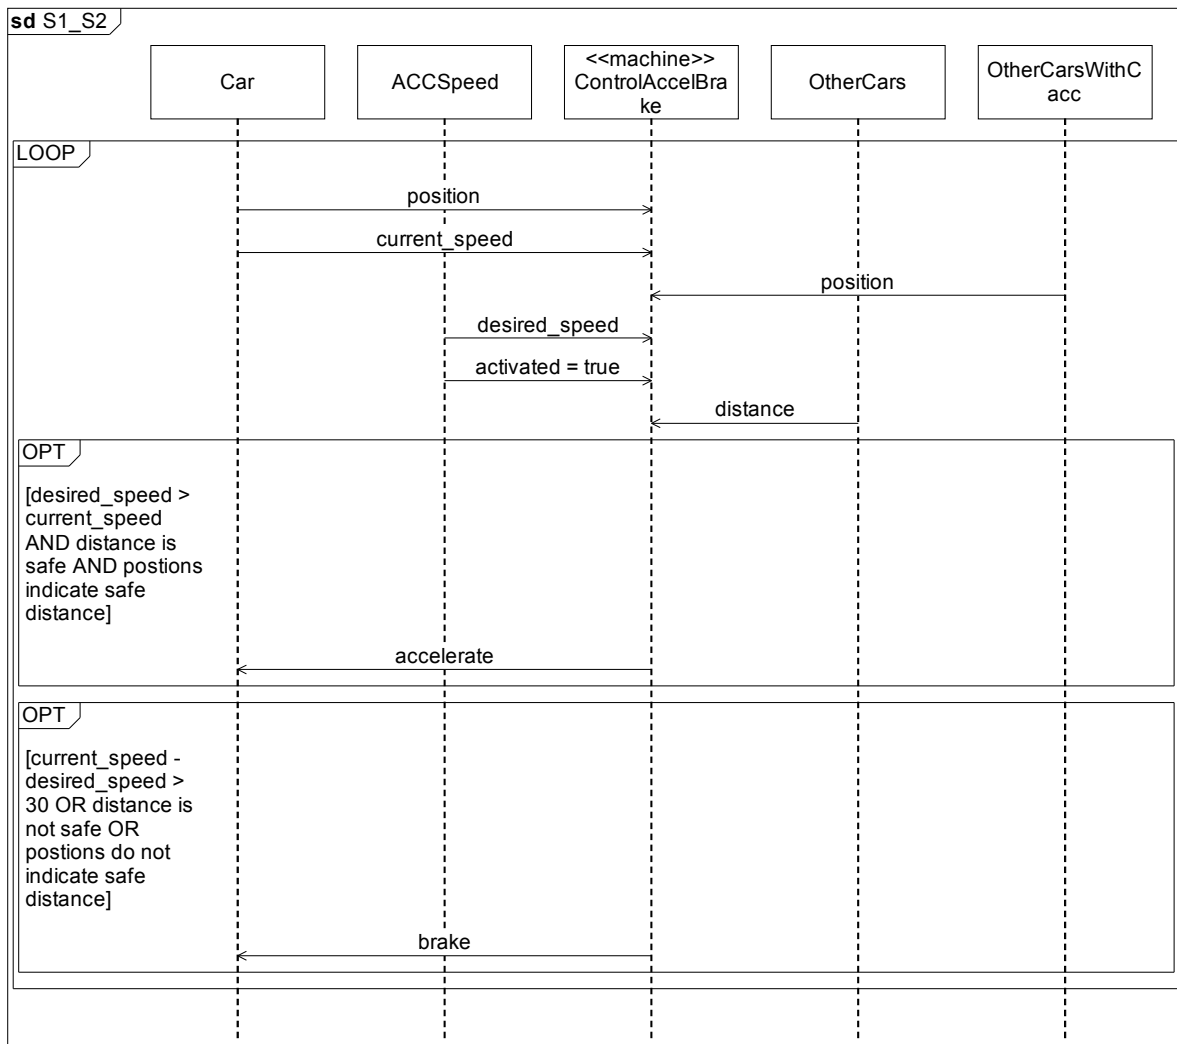 sd S1_S2
Car
ACCSpeed
<<machine>>
ControlAccelBra
ke
OtherCars
OtherCarsWithC
acc
LOOP
position
current_speed
position
desired_speed
activated = true
distance
OPT
[desired_speed >
current_speed
AND distance is
safe AND postions
indicate safe
distance]
accelerate
OPT
[current_speed -
desired_speed >
30 OR distance is
not safe OR
postions do not
indicate safe
distance]
brake